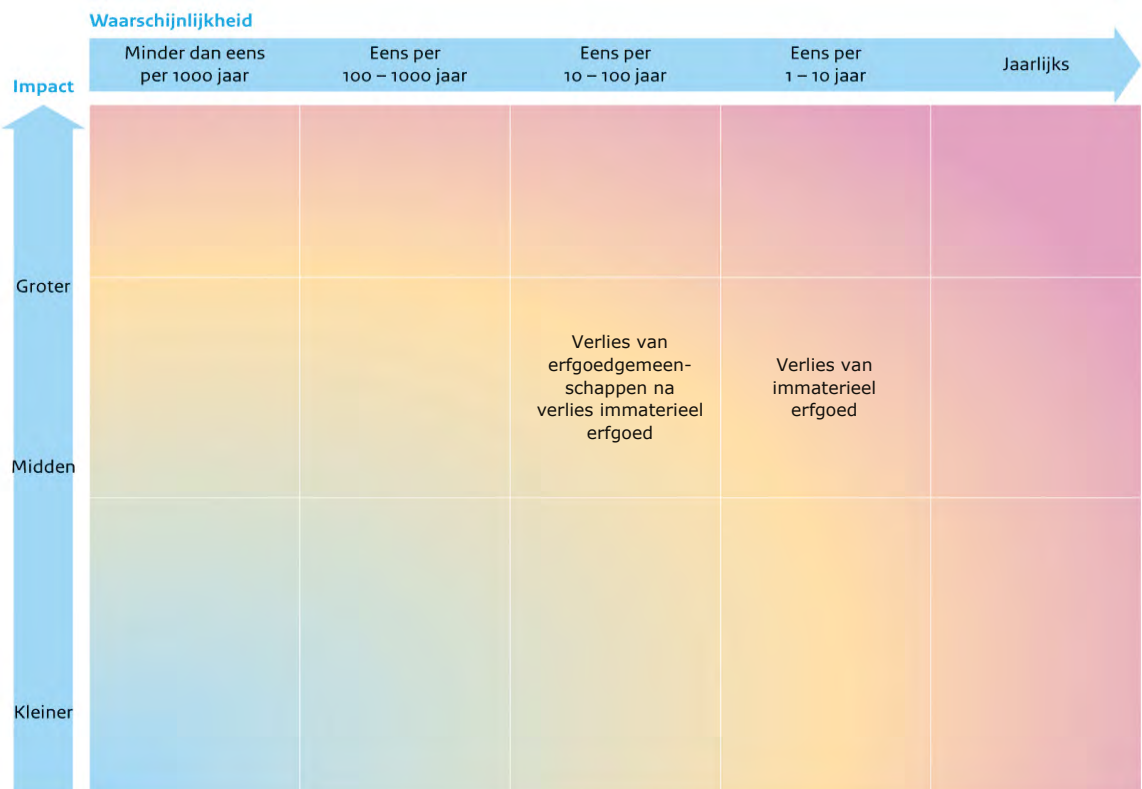 Waarschijnlijkheid
Minder dan eens
per 1000 jaar
Eens per
100 – 1000 jaar
Eens per
10 – 100 jaar
Eens per
1 – 10 jaar
Jaarlijks
Impact
Groter
Midden
Kleiner
Verlies van
erfgoedgemeen-
schappen na
verlies immaterieel
erfgoed
Verlies van
immaterieel
erfgoed